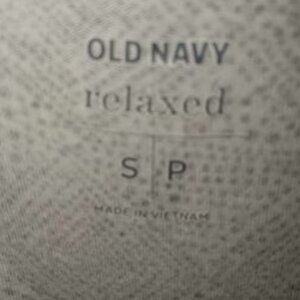 OLD NAVY
relaxed
S | P
MADE IN VIETNAM